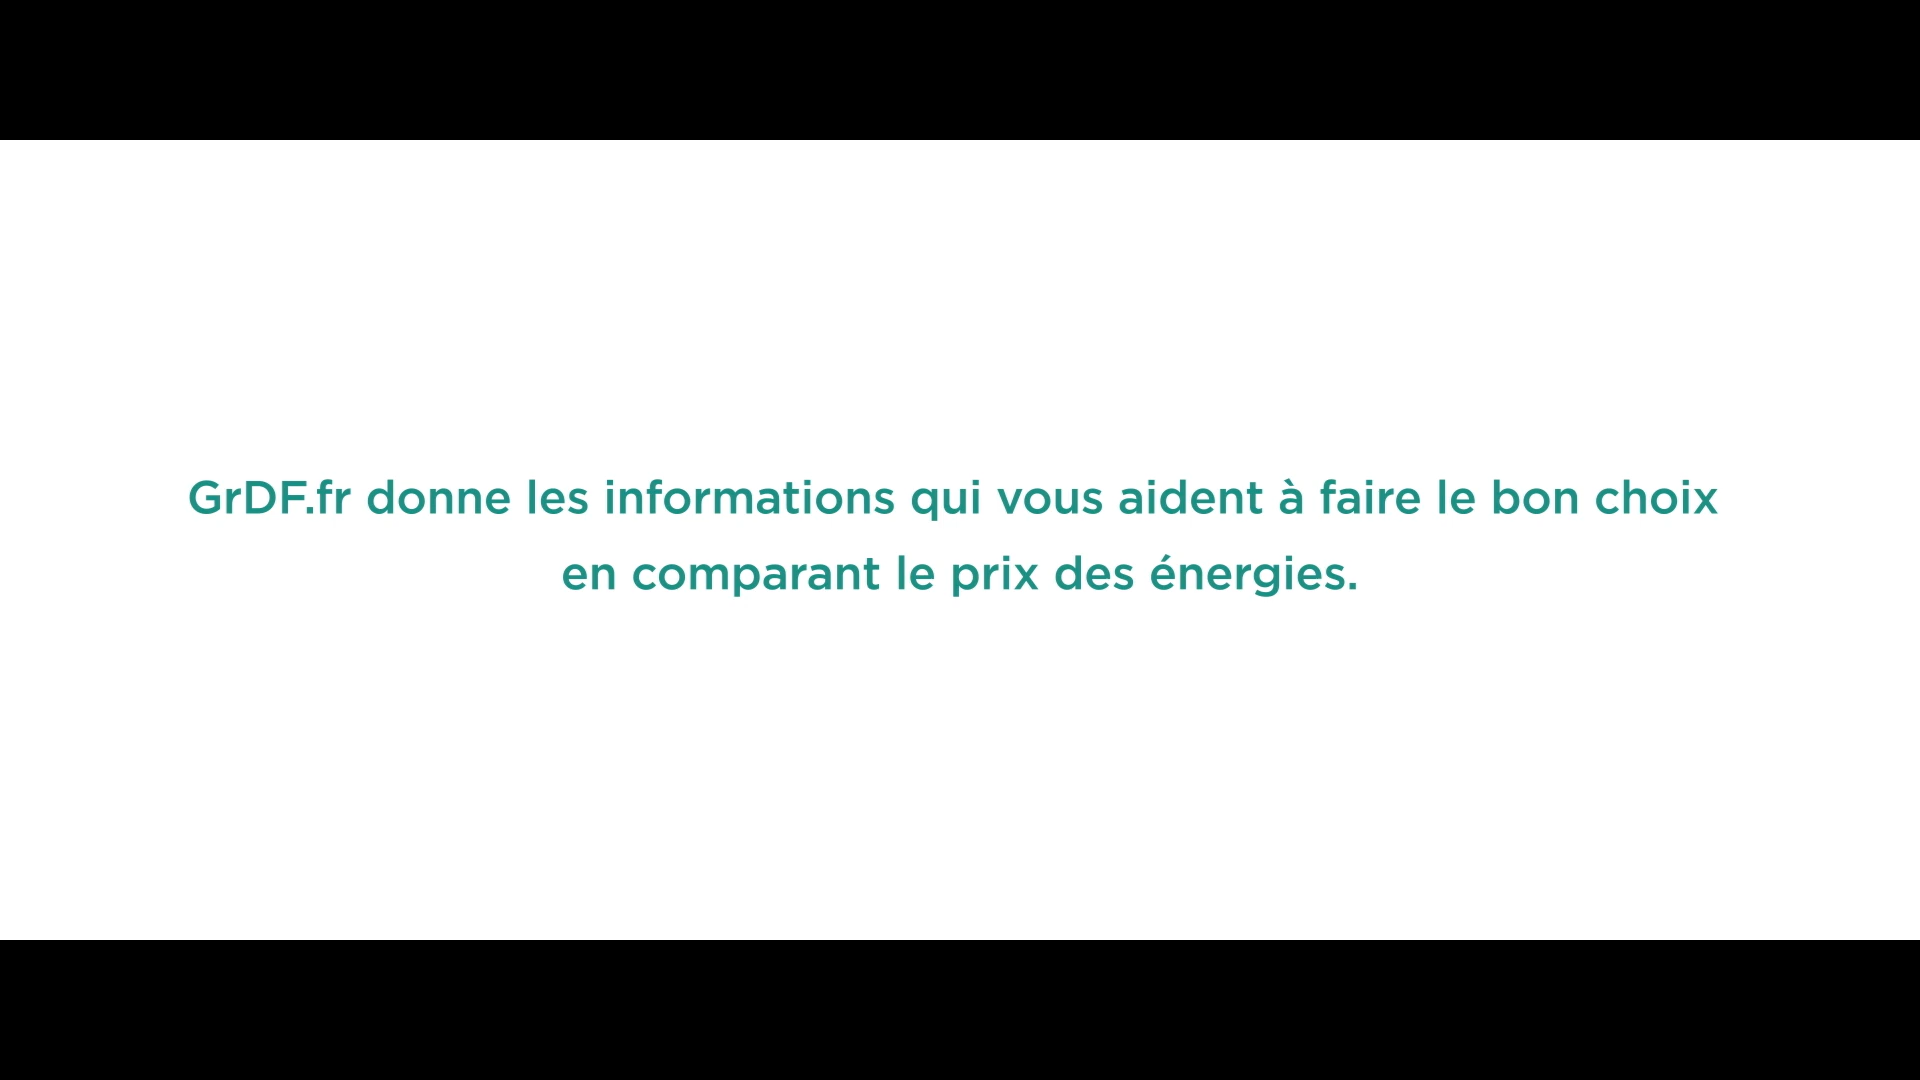 GrDF.fr donne les informations qui vous aident à faire le bon choix
en comparant le prix des énergies.